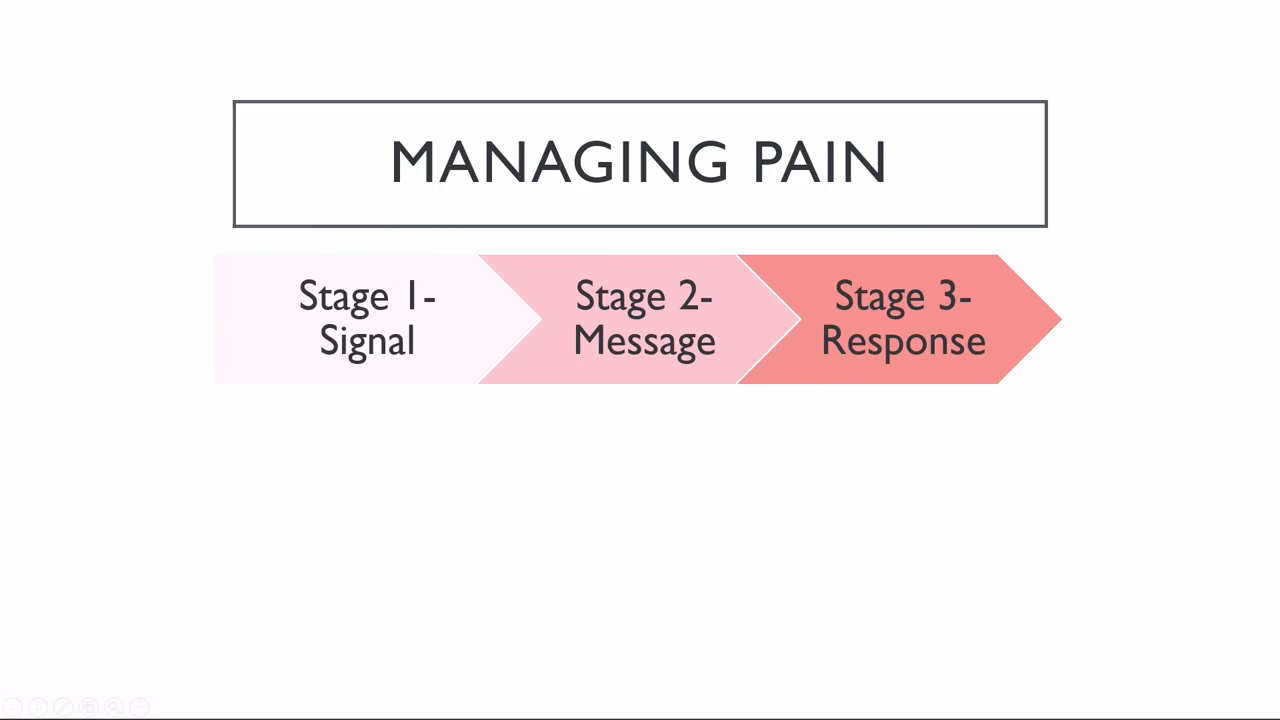 MANAGING PAIN
Stage 1-
Signal
Stage 2-
Message
Stage 3-
Response